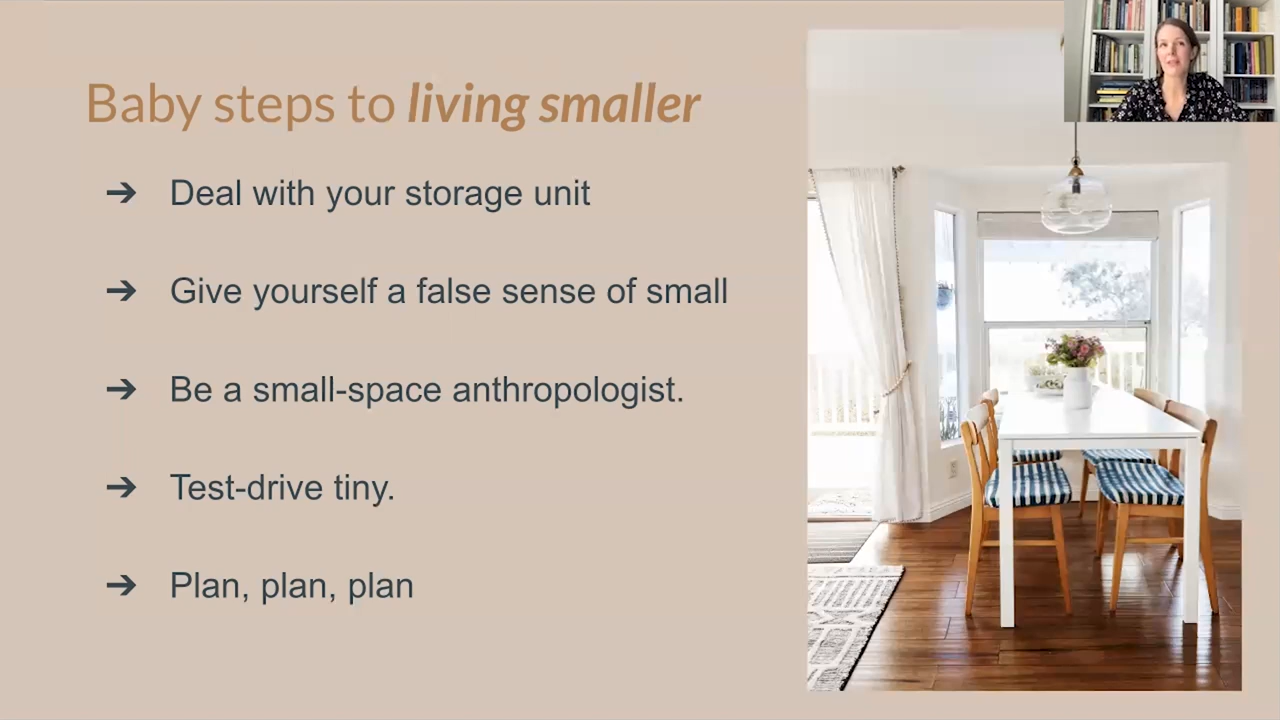 Baby steps to living smaller
➔ Deal with your storage unit
➔ Give yourself a false sense of small
➔ Be a small-space anthropologist.
➔ Test-drive tiny.
➔ Plan, plan, plan